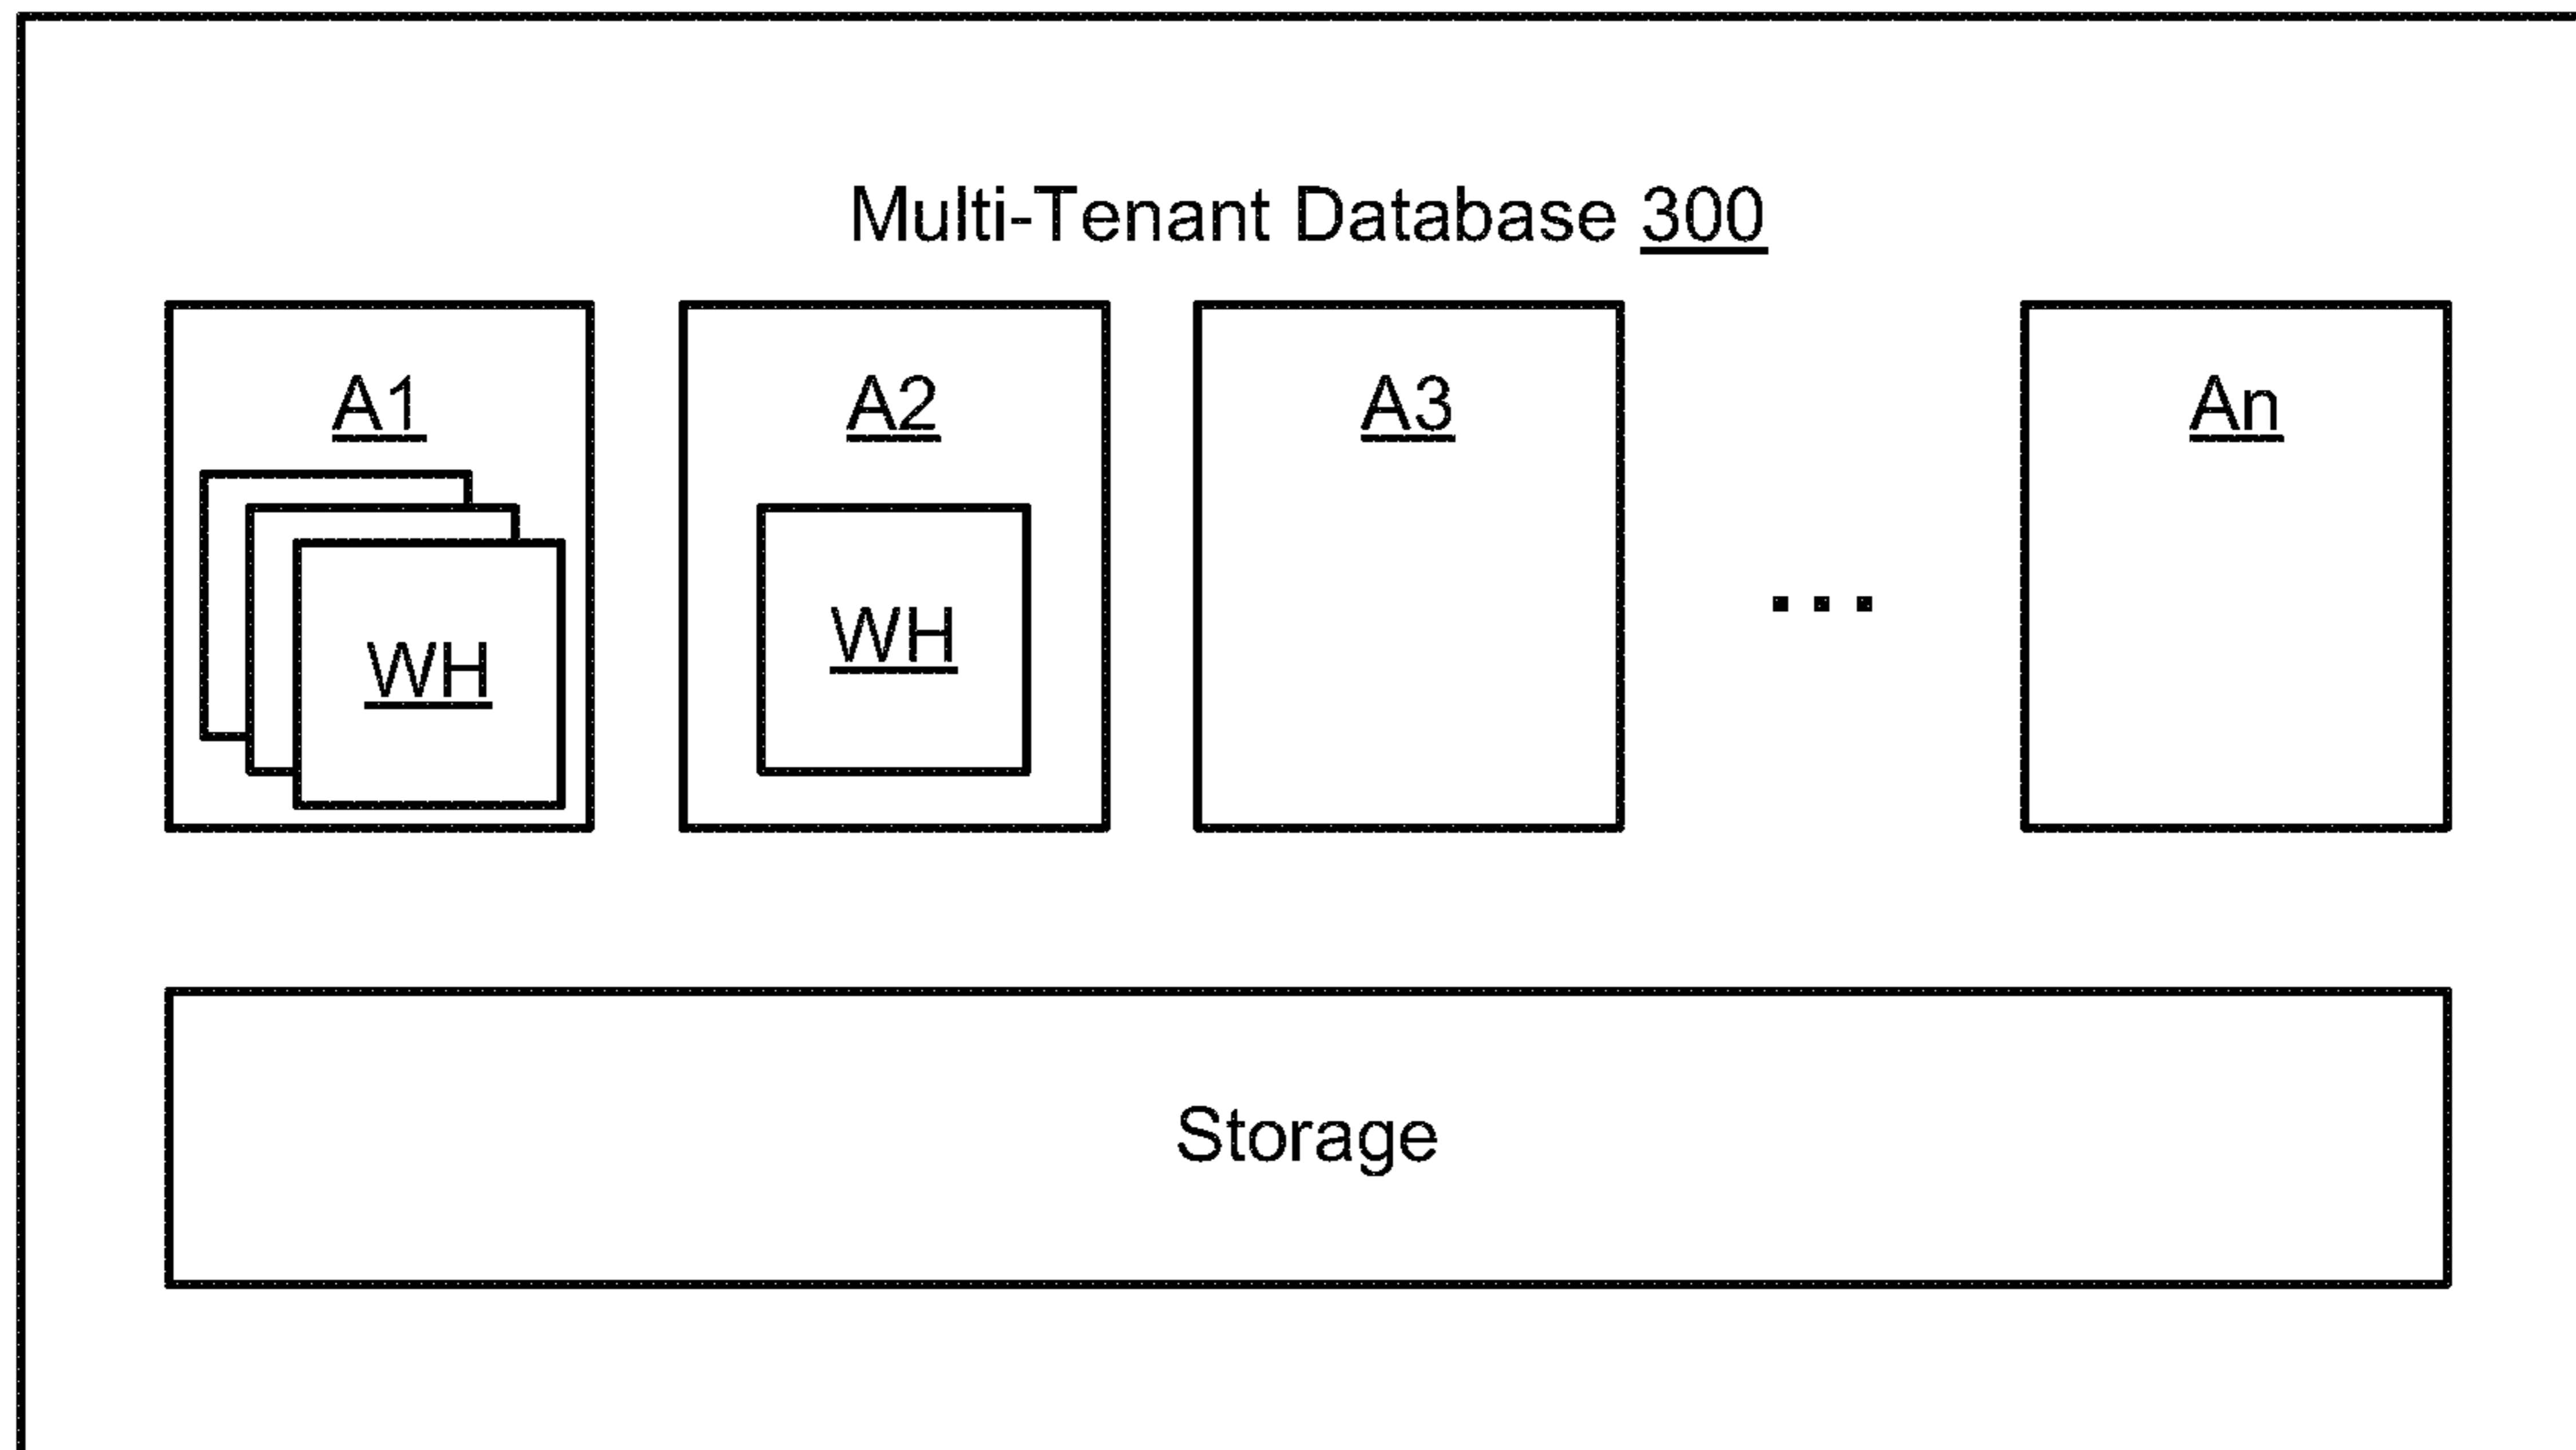 Multi-Tenant Database 300
A1
A2
A3
An
WH
WH
...
Storage